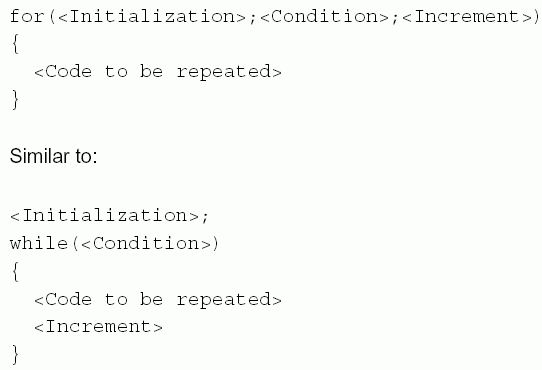 for(<Initialization>;<Condition>;<Increment>)
{
  <Code to be repeated>
}
Similar to:
<Initialization>;
while(<Condition>)
{
  <Code to be repeated>
  <Increment>
}